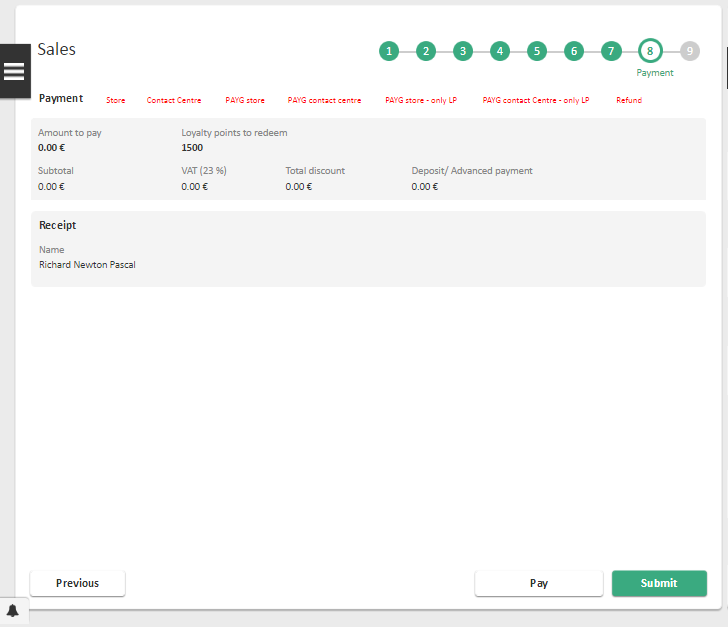 Sales
1 2 3 4 5 6 7 8 9
Payment
Payment Store Contact Centre PAYG store PAYG contact centre PAYG store - only LP PAYG contact Centre - only LP Refund
Amount to pay Loyalty points to redeem
0.00 € 1500
Subtotal VAT (23 %) Total discount Deposit/ Advanced payment
0.00 € 0.00 € 0.00 € 0.00 €
Receipt
Name
Richard Newton Pascal
Previous Pay Submit